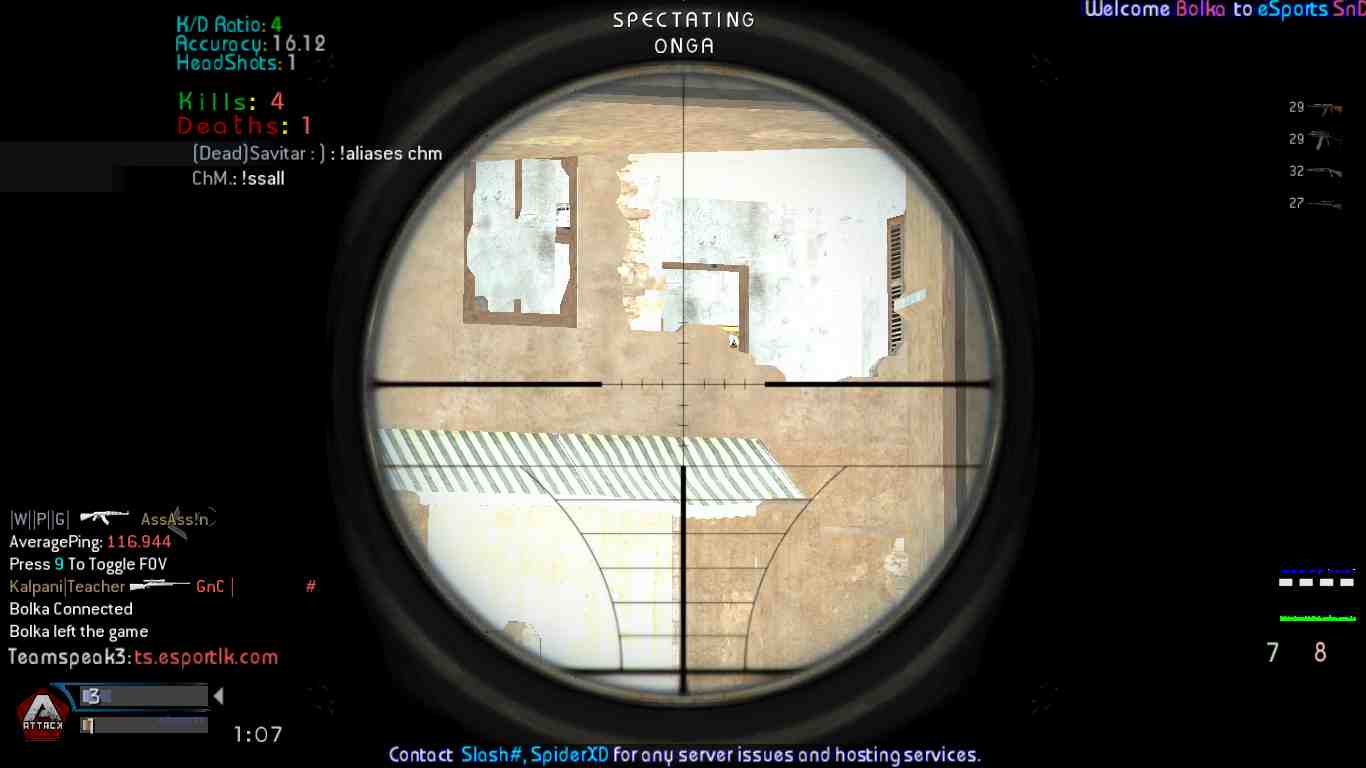 SPECTATING
ONGA
Welcome Bolka to eSports SnD
K/D Ratio: 4
Accuracy: 16.12
HeadShots: 1
Kills: 4
Deaths: 1
(Dead)Savitar : ) : !aliases chm
ChM.: !ssall
29
29
32
27
|W||P||G| AssAss!n
AveragePing: 116.944
Press 9 To Toggle FOV
Kalpani|Teacher GnC | #
Bolka Connected
Bolka left the game
Teamspeak3: ts.esportlk.com
7 8
3
ATTACK
1
1:07
Contact Slash#, SpiderXD for any server issues and hosting services.